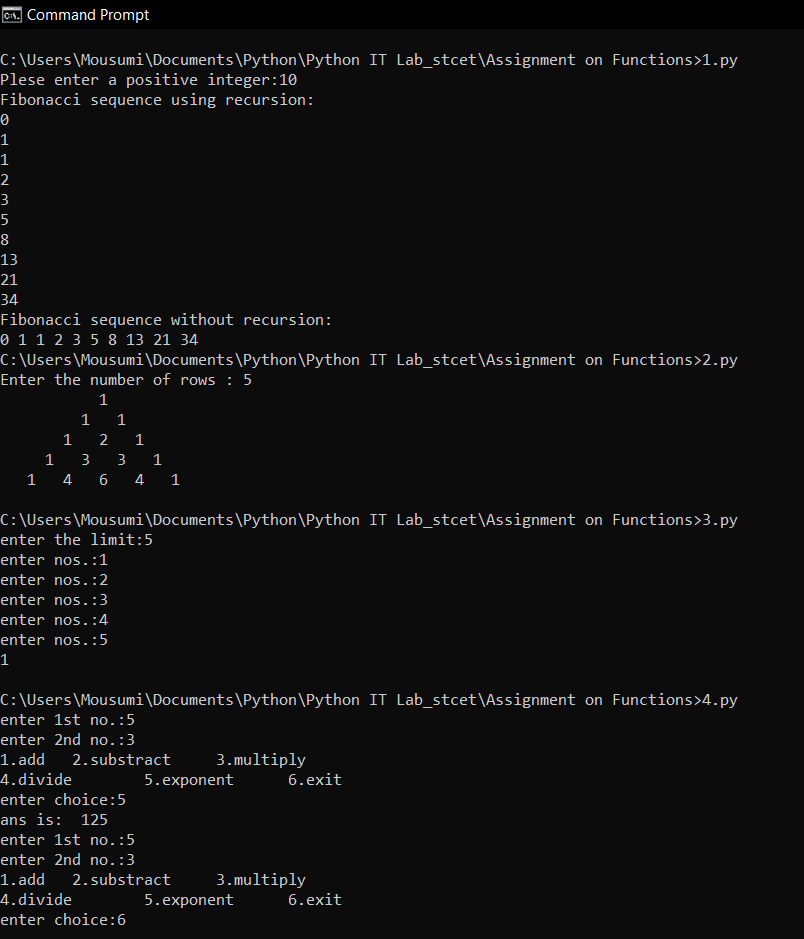 Command Prompt
C:\Users\Mousumi\Documents\Python\Python IT Lab_stcet\Assignment on Functions>1.py
Plese enter a positive integer:10
Fibonacci sequence using recursion:
0
1
1
2
3
5
8
13
21
34
Fibonacci sequence without recursion:
0 1 1 2 3 5 8 13 21 34
C:\Users\Mousumi\Documents\Python\Python IT Lab_stcet\Assignment on Functions>2.py
Enter the number of rows : 5
           1
         1   1
       1   2   1
     1   3   3   1
   1   4   6   4   1
C:\Users\Mousumi\Documents\Python\Python IT Lab_stcet\Assignment on Functions>3.py
enter the limit:5
enter nos.:1
enter nos.:2
enter nos.:3
enter nos.:4
enter nos.:5
1
C:\Users\Mousumi\Documents\Python\Python IT Lab_stcet\Assignment on Functions>4.py
enter 1st no.:5
enter 2nd no.:3
1.add   2.substract     3.multiply
4.divide        5.exponent      6.exit
enter choice:5
ans is:  125
enter 1st no.:5
enter 2nd no.:3
1.add   2.substract     3.multiply
4.divide        5.exponent      6.exit
enter choice:6